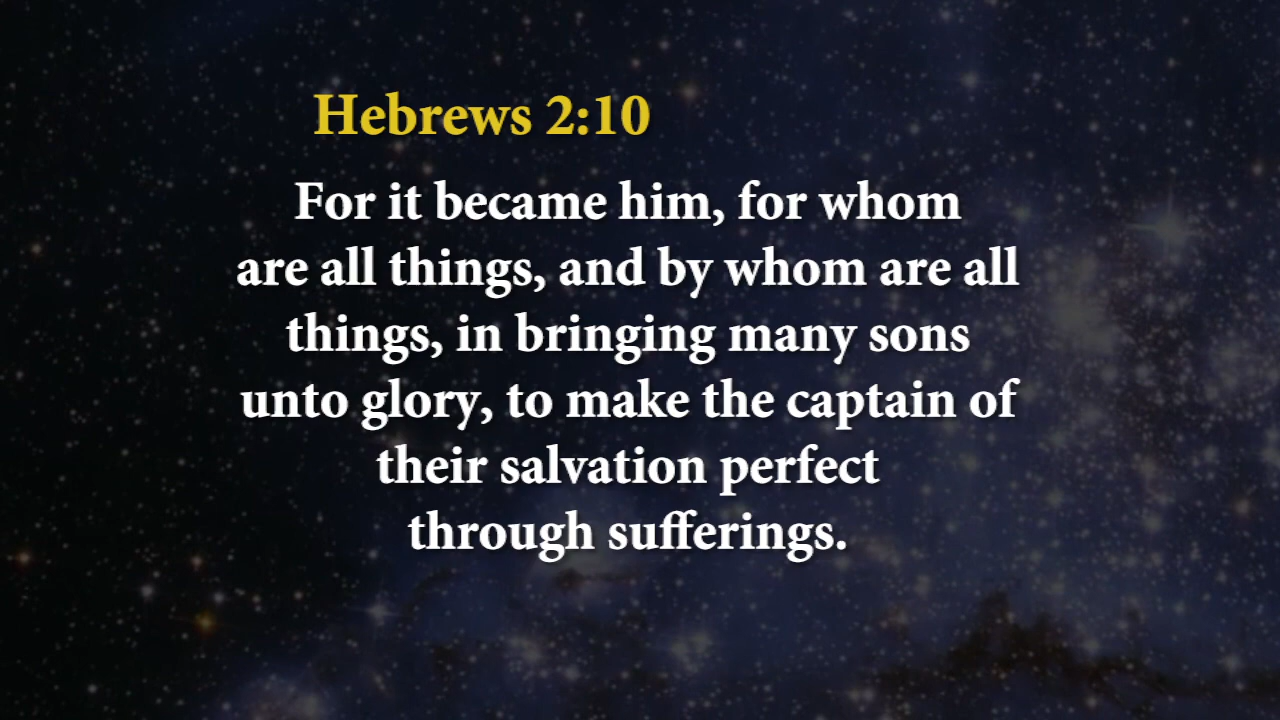 Hebrews 2:10
For it became him, for whom
are all things, and by whom are all
things, in bringing many sons
unto glory, to make the captain of
their salvation perfect
through sufferings.